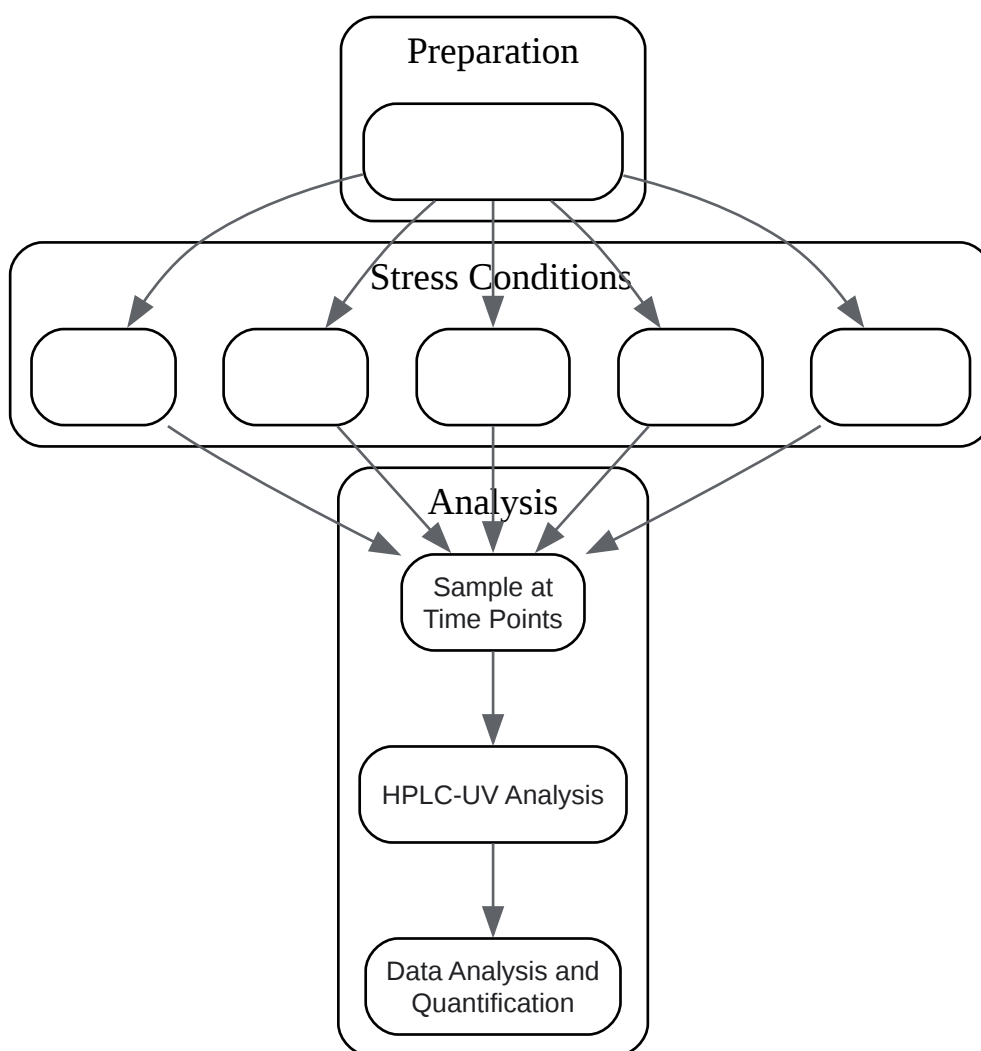 Preparation
Stress Conditions
Analysis
Sample at
Time Points
HPLC-UV Analysis
Data Analysis and
Quantification